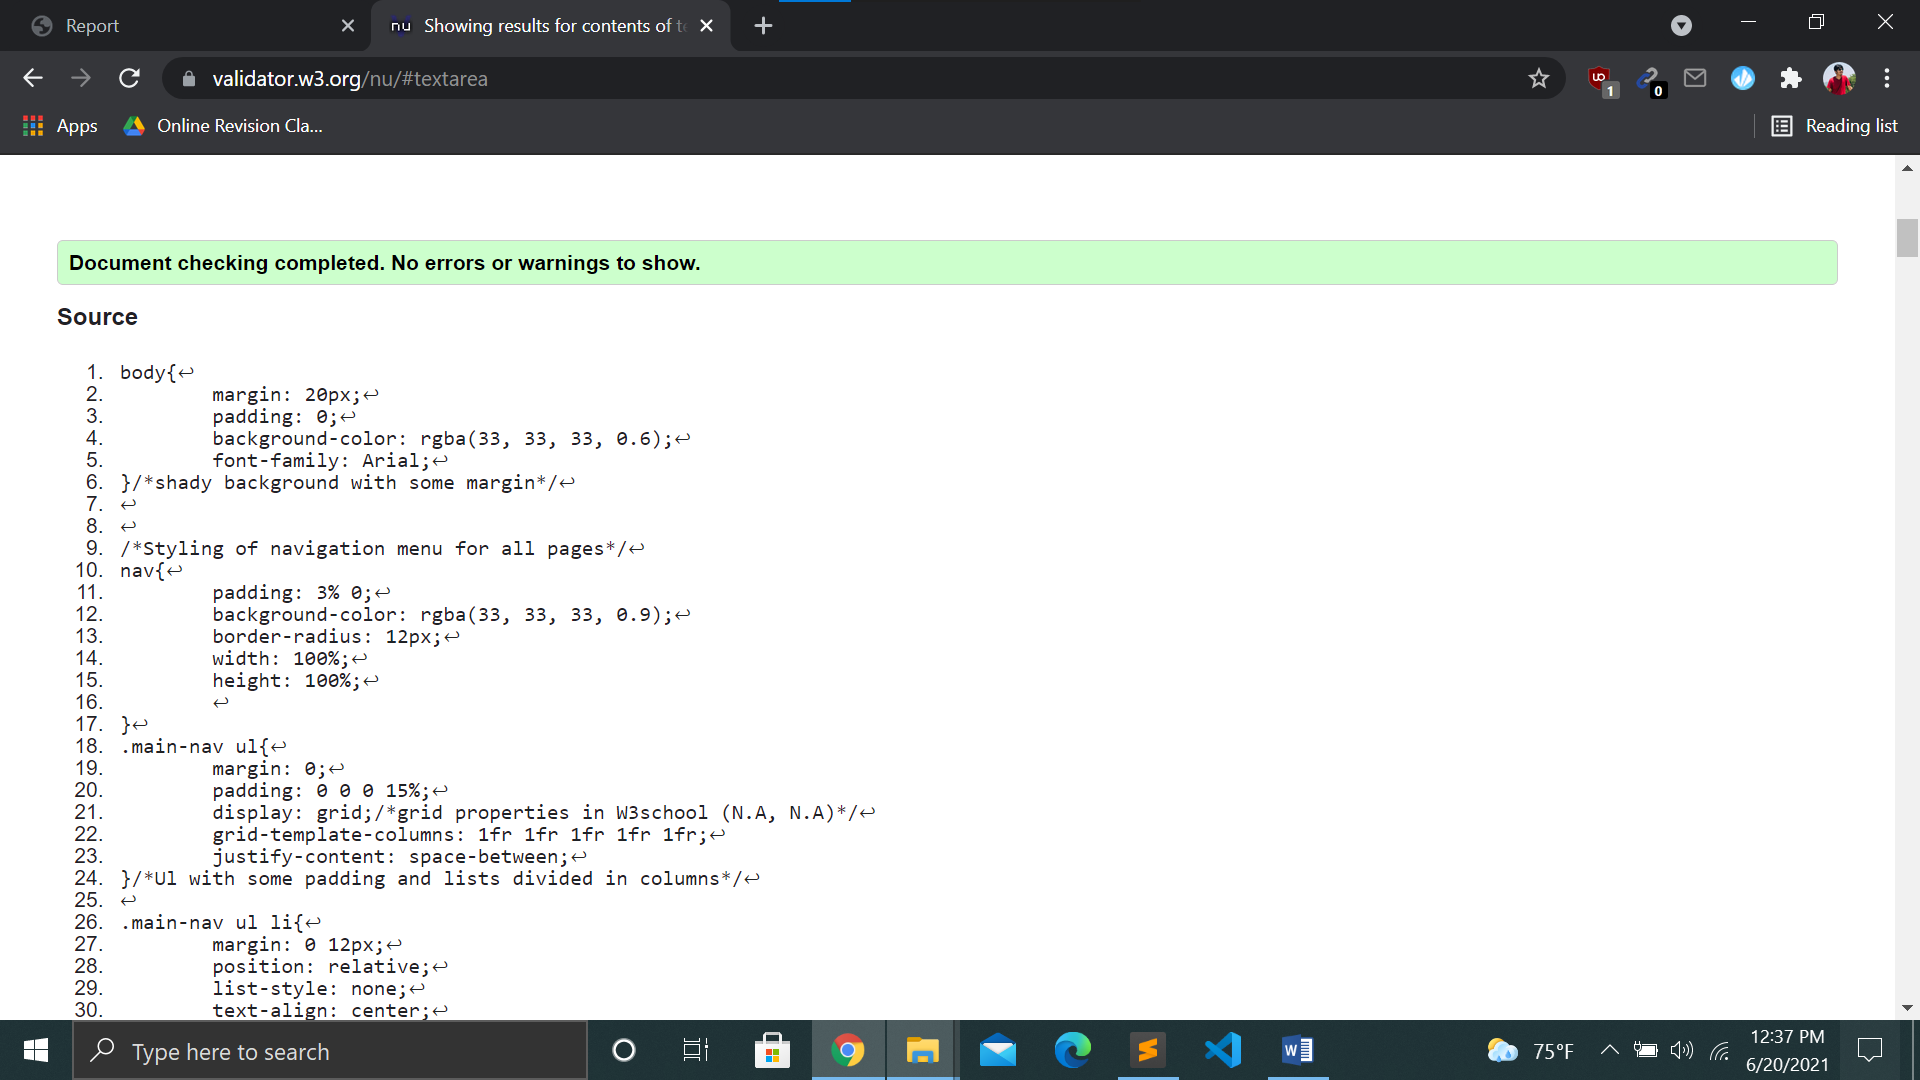 Report
nu Showing results for contents of te
validator.w3.org/nu/#textarea
1
0
Apps
Online Revision Cla...
Reading list
Document checking completed. No errors or warnings to show.
Source
1. body{↩
2. margin: 20px;↩
3. padding: 0;↩
4. background-color: rgba(33, 33, 33, 0.6);↩
5. font-family: Arial;↩
6. }/*shady background with some margin*/↩
7. ↩
8. ↩
9. /*Styling of navigation menu for all pages*/↩
10. nav{↩
11. padding: 3% 0;↩
12. background-color: rgba(33, 33, 33, 0.9);↩
13. border-radius: 12px;↩
14. width: 100%;↩
15. height: 100%;↩
16. ↩
17. }↩
18. .main-nav ul{↩
19. margin: 0;↩
20. padding: 0 0 0 15%;↩
21. display: grid;/*grid properties in W3school (N.A, N.A)*/↩
22. grid-template-columns: 1fr 1fr 1fr 1fr 1fr;↩
23. justify-content: space-between;↩
24. }/*Ul with some padding and lists divided in columns*/↩
25. ↩
26. .main-nav ul li{↩
27. margin: 0 12px;↩
28. position: relative;↩
29. list-style: none;↩
30. text-align: center;↩
Type here to search
75°F
12:37 PM
6/20/2021